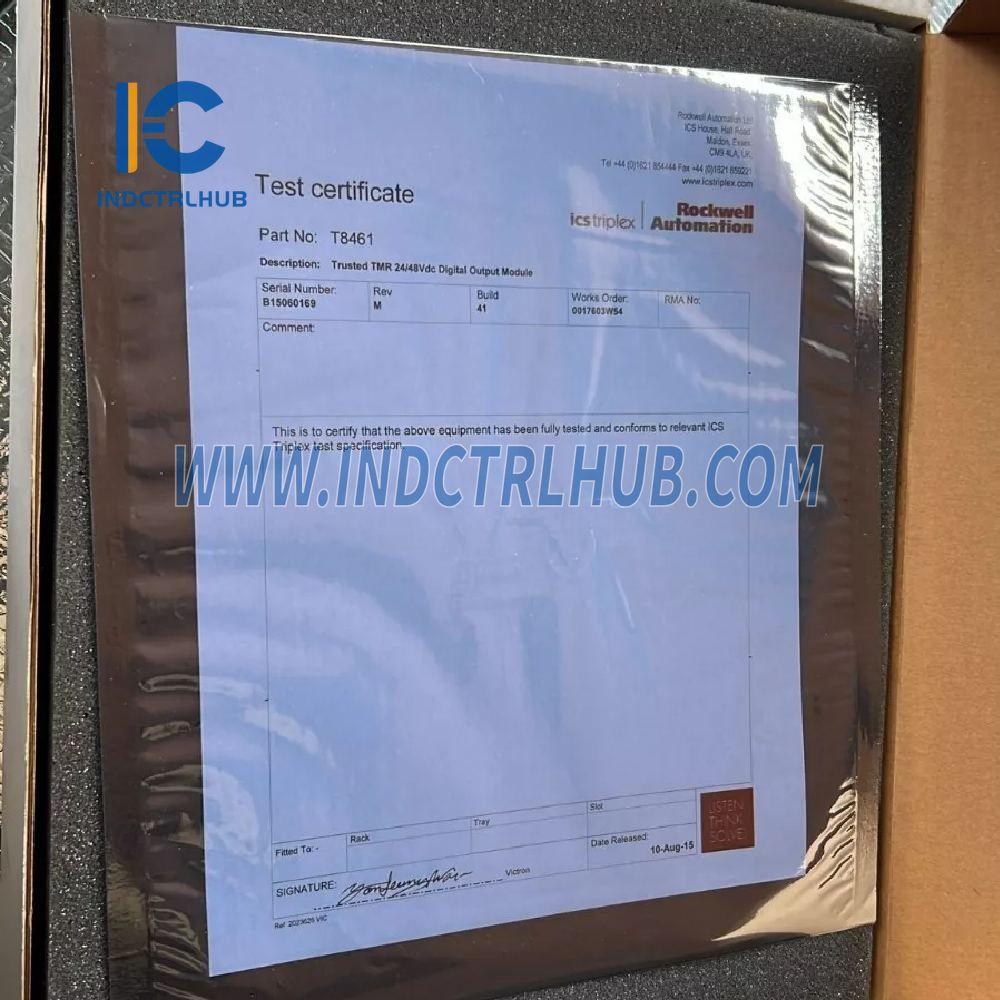 IC
INDCTRLHUB
Rockwell Automation Ltd
ICS House, Hall Road
Maldon, Essex
CM9 4LA, UK
Tel +44 (0)1621 854444 Fax +44 (0)1621 859221
www.icstriplex.com
Test certificate
icstriplex | Rockwell Automation
Part No: T8461
Description: Trusted TMR 24/48Vdc Digital Output Module
Serial Number: Rev Build Works Order: RMA No:
B15060169 M 41 0017603W54
Comment:
This is to certify that the above equipment has been fully tested and conforms to relevant ICS
Triplex test specification.
WWW.INDCTRLHUB.COM
Fitted To: - Rack Tray Slot
Date Released: 10-Aug-15
LISTEN
THINK
SOLVE
SIGNATURE: Victron